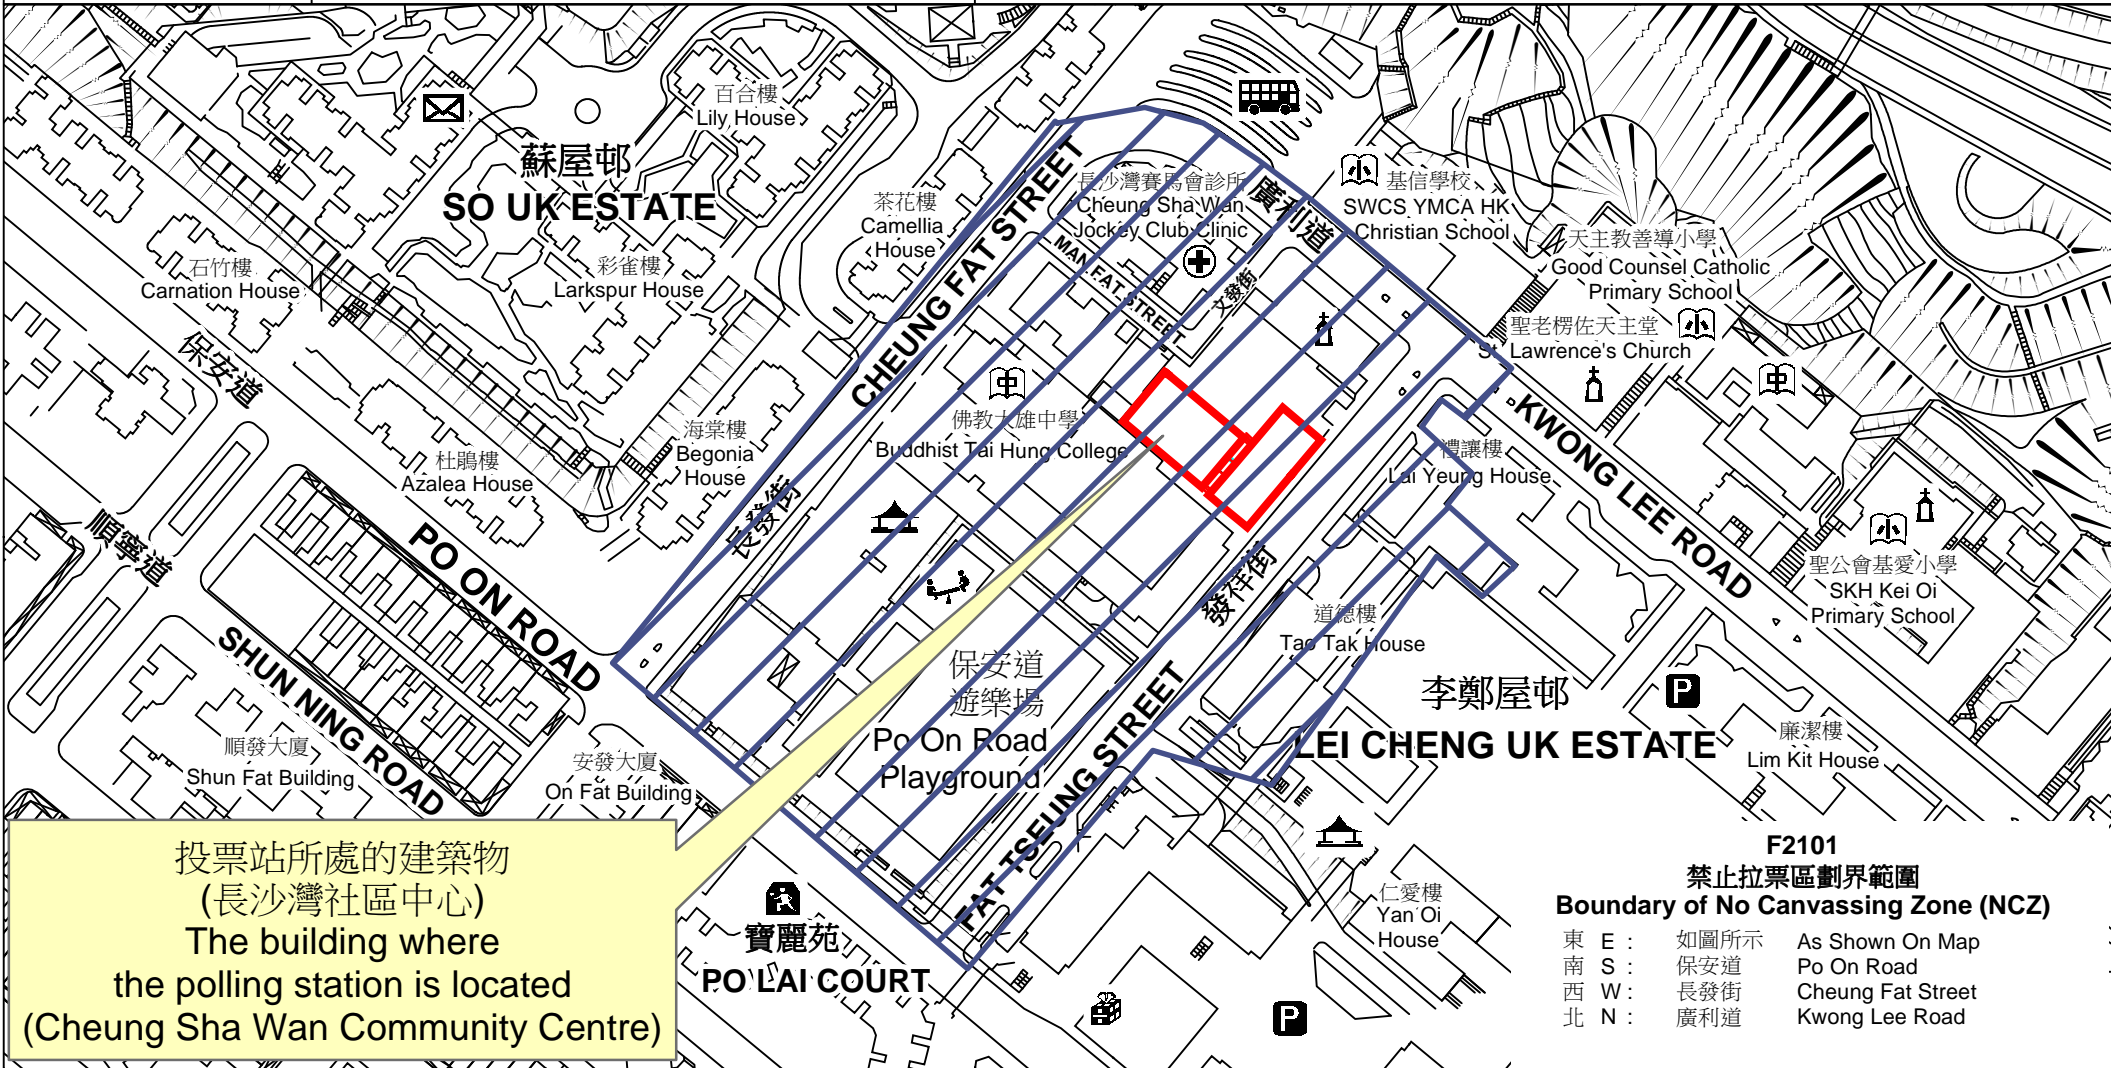 百合樓
Lily House
蘇屋邨
SO UK ESTATE
茶花樓
Camellia
House
石竹樓
Carnation House
彩雀樓
Larkspur House
CHEUNG FAT STREET
長沙灣賽馬會診所
Cheung Sha Wan
Jockey Club Clinic
廣利道
小
基信學校
SWCS YMCA HK
Christian School
天主教善導小學
Good Counsel Catholic
Primary School
小
MAN FAT STREET
文發街
聖老楞佐天主堂
St. Lawrence's Church
中
保安道
中
佛教大雄中學
Buddhist Tai Hung College
海棠樓
Begonia
House
杜鵑樓
Azalea House
禮讓樓
Lai Yeung House
KWONG LEE ROAD
長發街
順寧道
PO ON ROAD
小
聖公會基愛小學
SKH Kei Oi
Primary School
發祥街
道德樓
Tao Tak House
SHUN NING ROAD
保安道
遊樂場
Po On Road
Playground
FAT TSEUNG STREET
李鄭屋邨
LEI CHENG UK ESTATE
P
廉潔樓
Lim Kit House
順發大廈
Shun Fat Building
安發大廈
On Fat Building
投票站所處的建築物
(長沙灣社區中心)
The building where
the polling station is located
(Cheung Sha Wan Community Centre)
寶麗苑
PO LAI COURT
仁愛樓
Yan Oi
House
P
F2101
禁止拉票區劃界範圍
Boundary of No Canvassing Zone (NCZ)
東 E : 如圖所示 As Shown On Map
南 S : 保安道 Po On Road
西 W : 長發街 Cheung Fat Street
北 N : 廣利道 Kwong Lee Road